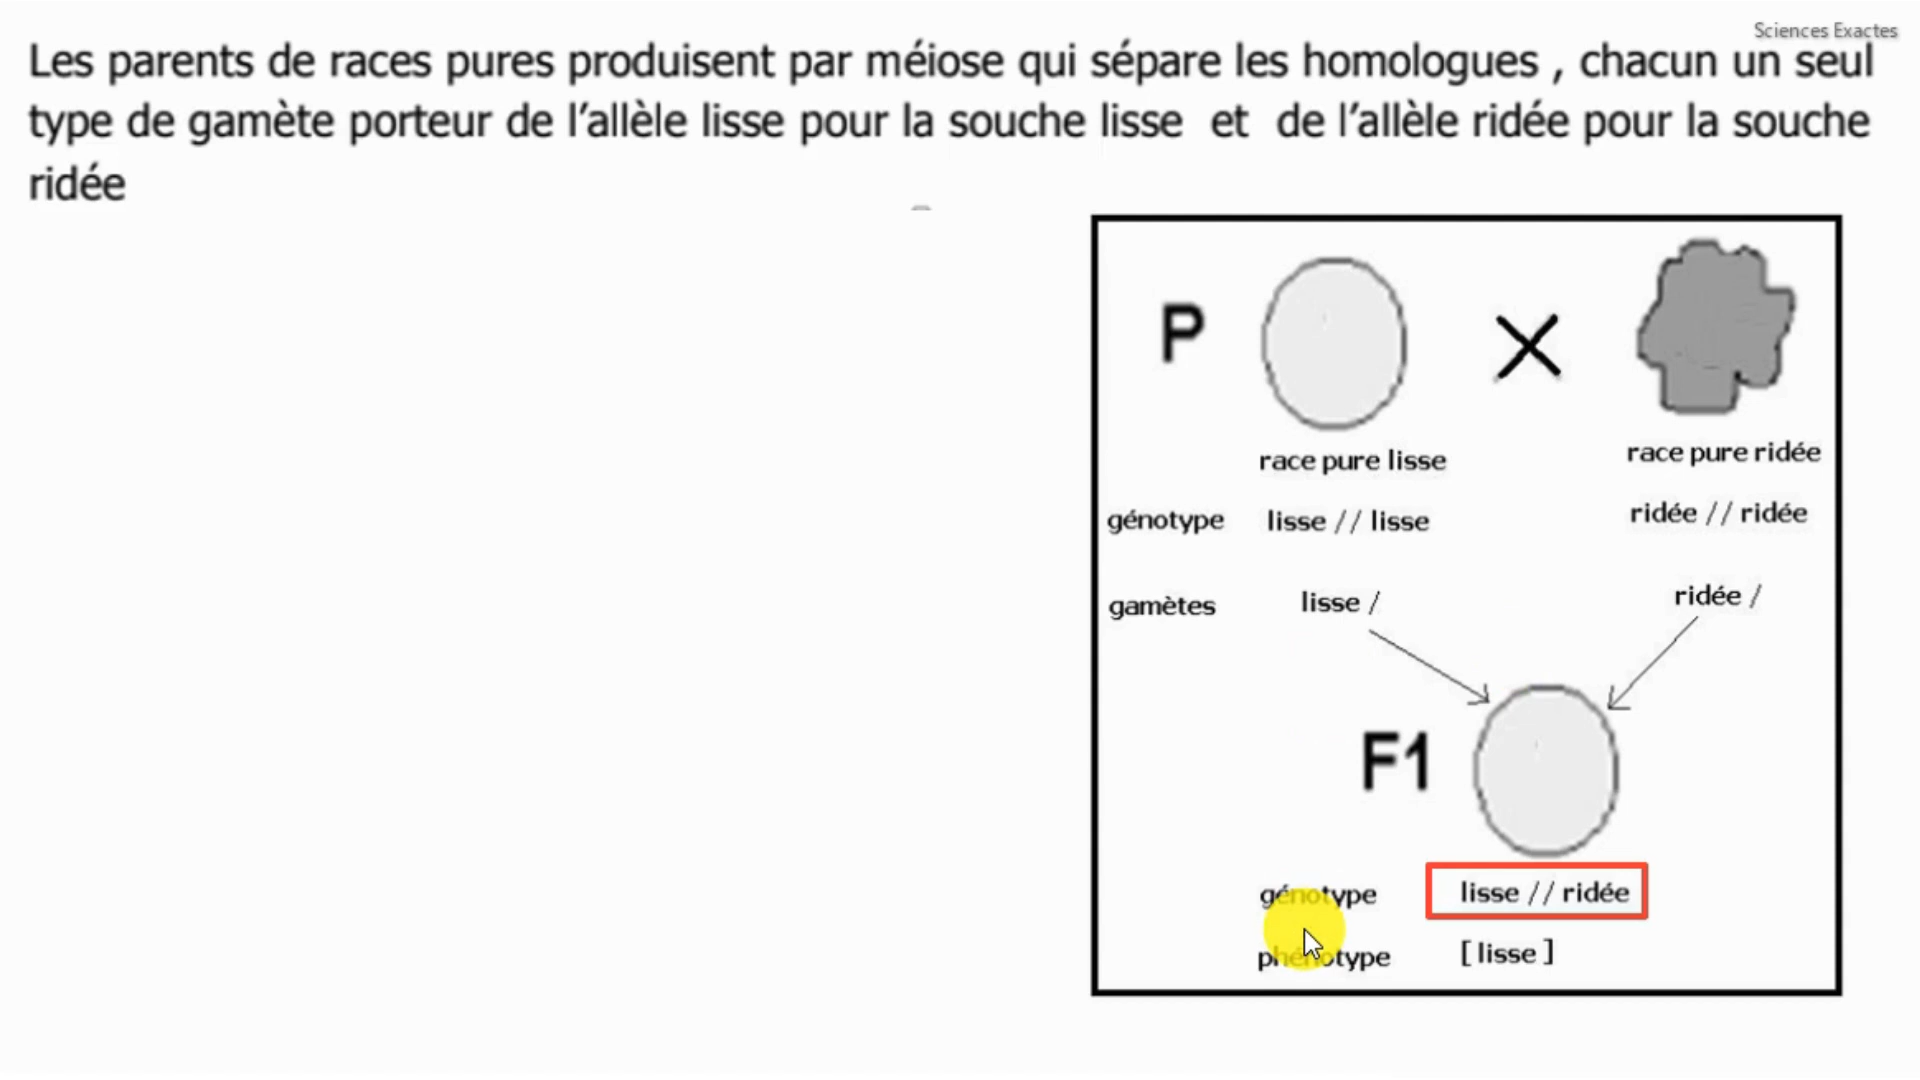 Sciences Exactes
Les parents de races pures produisent par méiose qui sépare les homologues , chacun un seul
type de gamète porteur de l'allèle lisse pour la souche lisse et de l'allèle ridée pour la souche
ridée
P
race pure lisse race pure ridée
génotype lisse // lisse ridée // ridée
gamètes lisse / ridée /
F1
génotype lisse // ridée
phénotype [ lisse ]